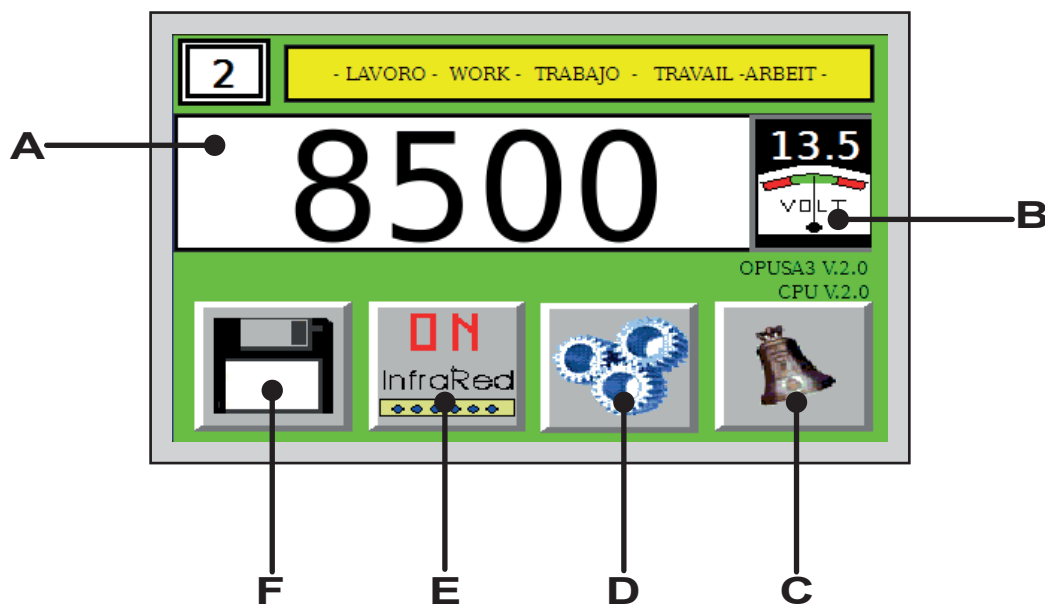 2
- LAVORO - WORK - TRABAJO - TRAVAIL -ARBEIT -
A
8500
13.5
VOLT
B
OPUSA3 V.2.0
CPU V.2.0
ON
InfraRed
F
E
D
C